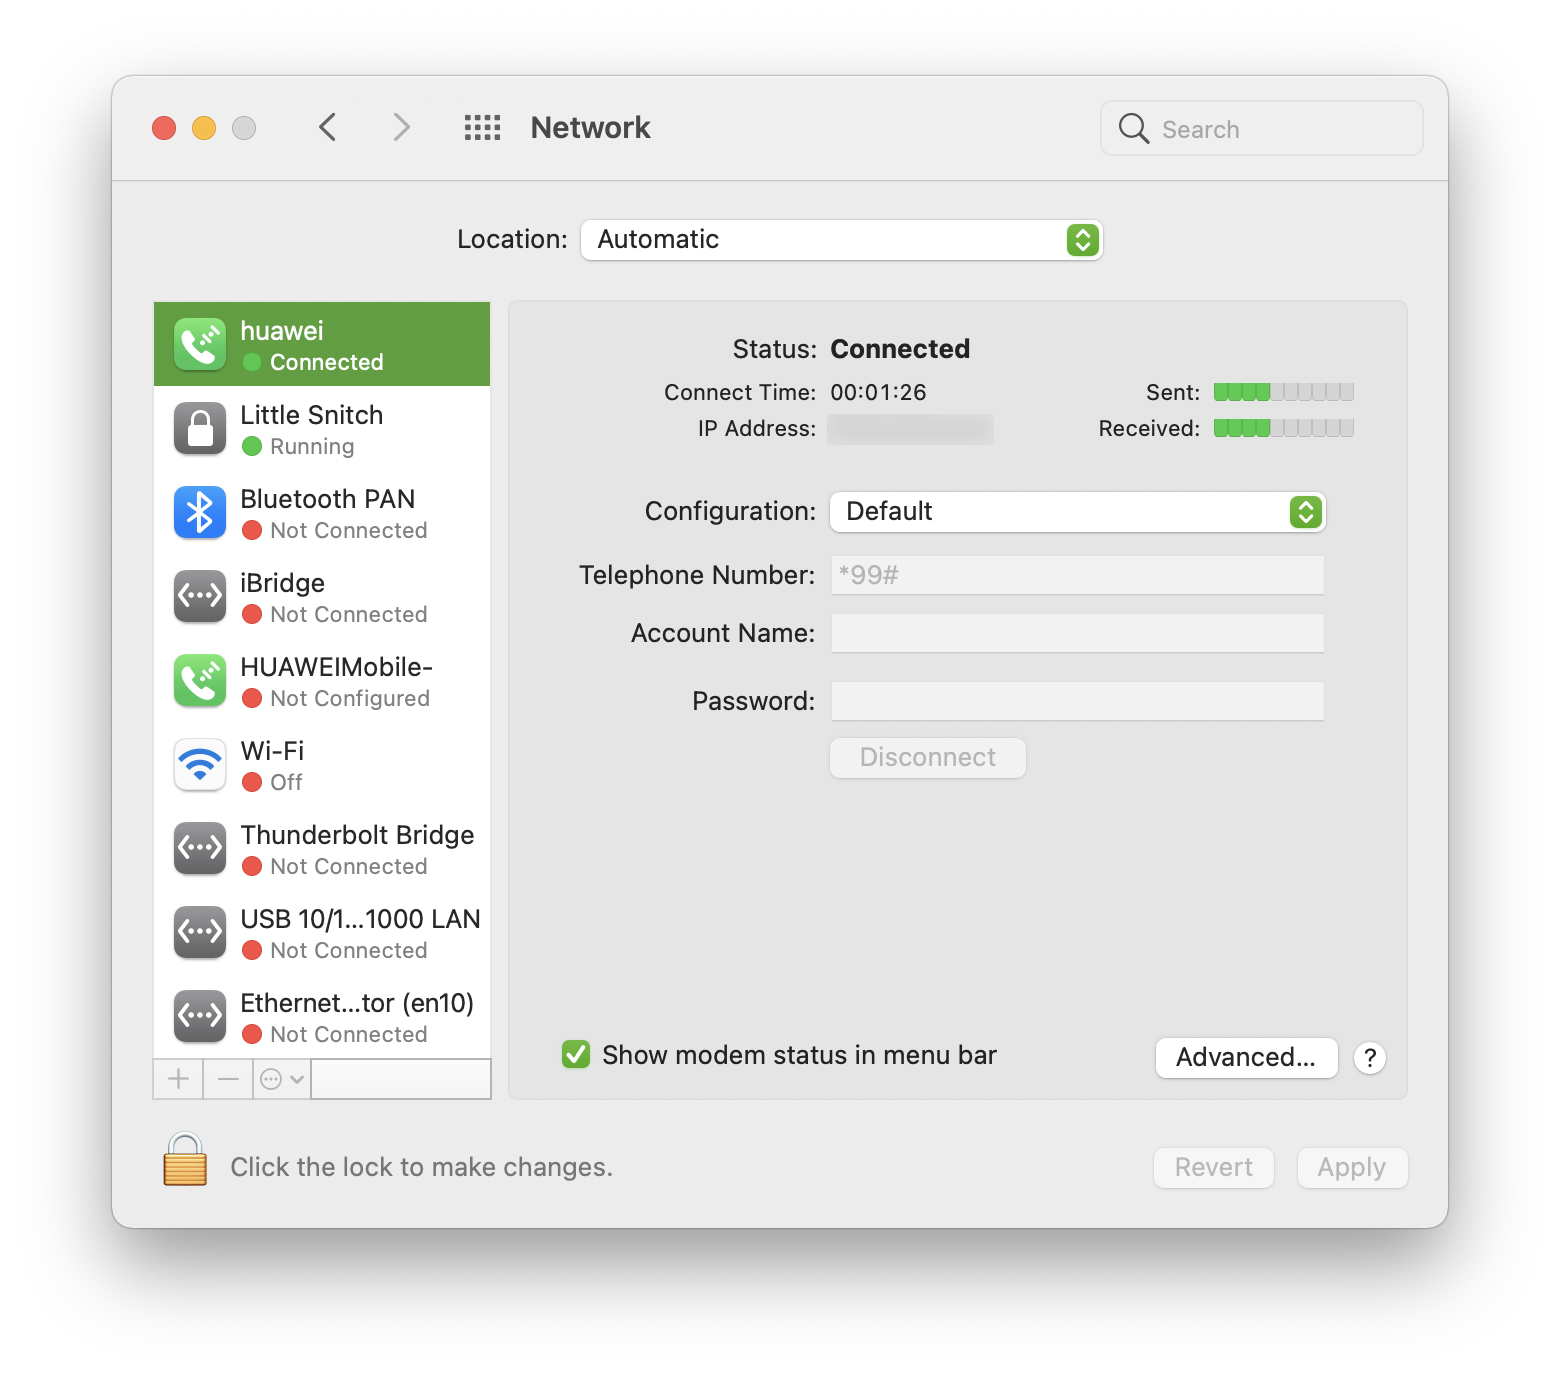 Network
Search
Location: Automatic
huawei
Connected
Little Snitch
Running
Bluetooth PAN
Not Connected
iBridge
Not Connected
HUAWEIMobile-
Not Configured
Wi-Fi
Off
Thunderbolt Bridge
Not Connected
USB 10/1...1000 LAN
Not Connected
Ethernet...tor (en10)
Not Connected
Status: Connected
Connect Time: 00:01:26 Sent:
IP Address: Received:
Configuration: Default
Telephone Number: *99#
Account Name:
Password:
Disconnect
Show modem status in menu bar Advanced... ?
Click the lock to make changes. Revert Apply